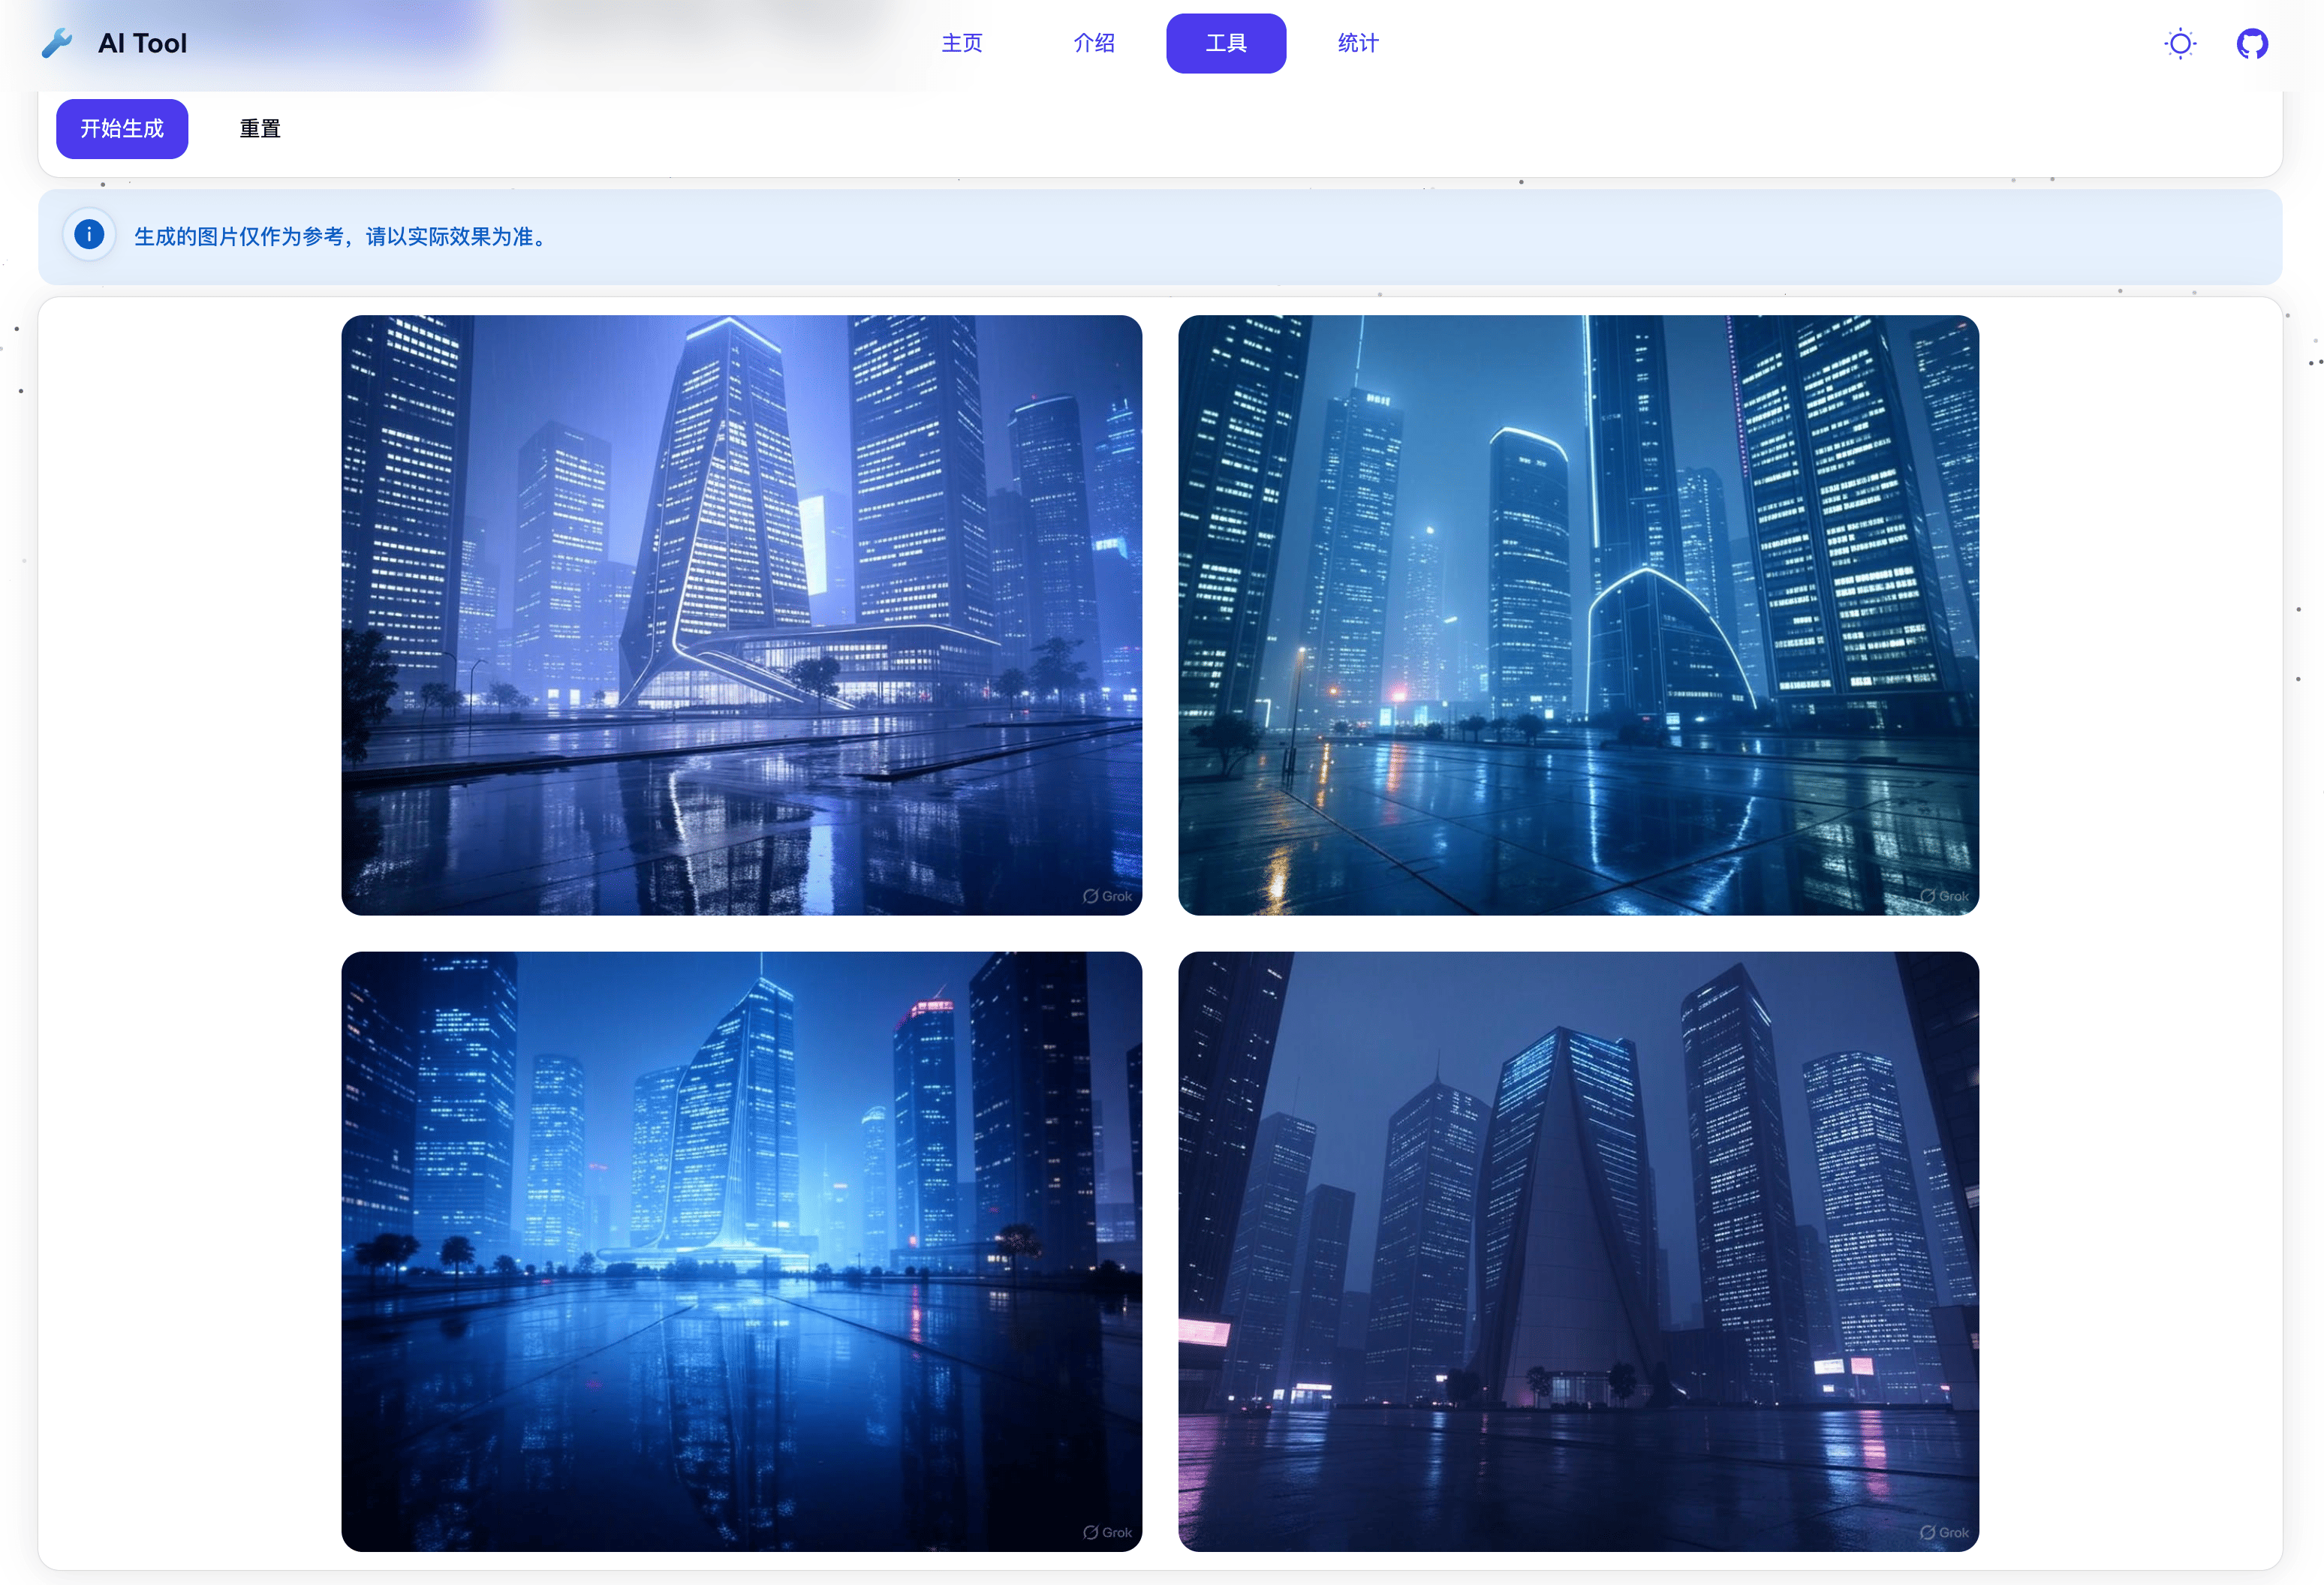 AI Tool
主页
介绍
工具
统计
开始生成
重置
生成的图片仅作为参考，请以实际效果为准。
Grok
Grok
Grok
Grok